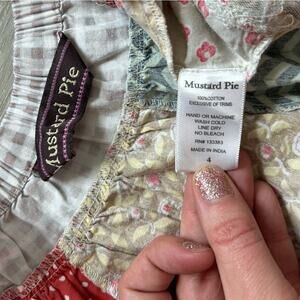 Mustard Pie
Mustard Pie
100%COTTON
EXCLUSIVE OF TRIMS
HAND OR MACHINE
WASH COLD
LINE DRY
NO BLEACH
RN# 133383
MADE IN INDIA
4